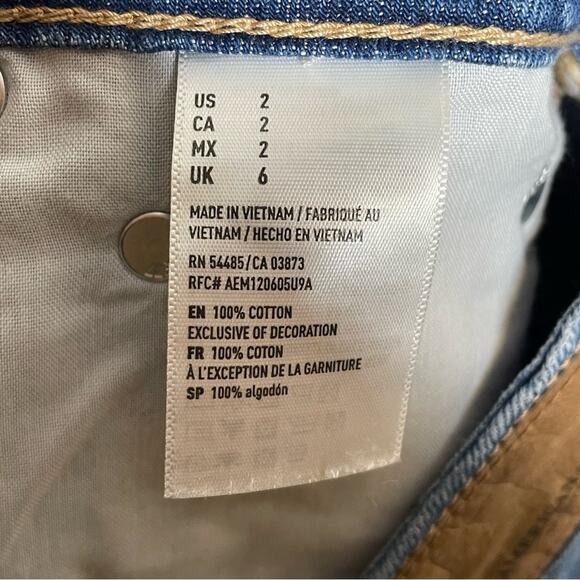 US 2
CA 2
MX 2
UK 6
MADE IN VIETNAM / FABRIQUÉ AU
VIETNAM / HECHO EN VIETNAM
RN 54485/CA 03873
RFC# AEM120605U9A
EN 100% COTTON
EXCLUSIVE OF DECORATION
FR 100% COTON
À L'EXCEPTION DE LA GARNITURE
SP 100% algodón